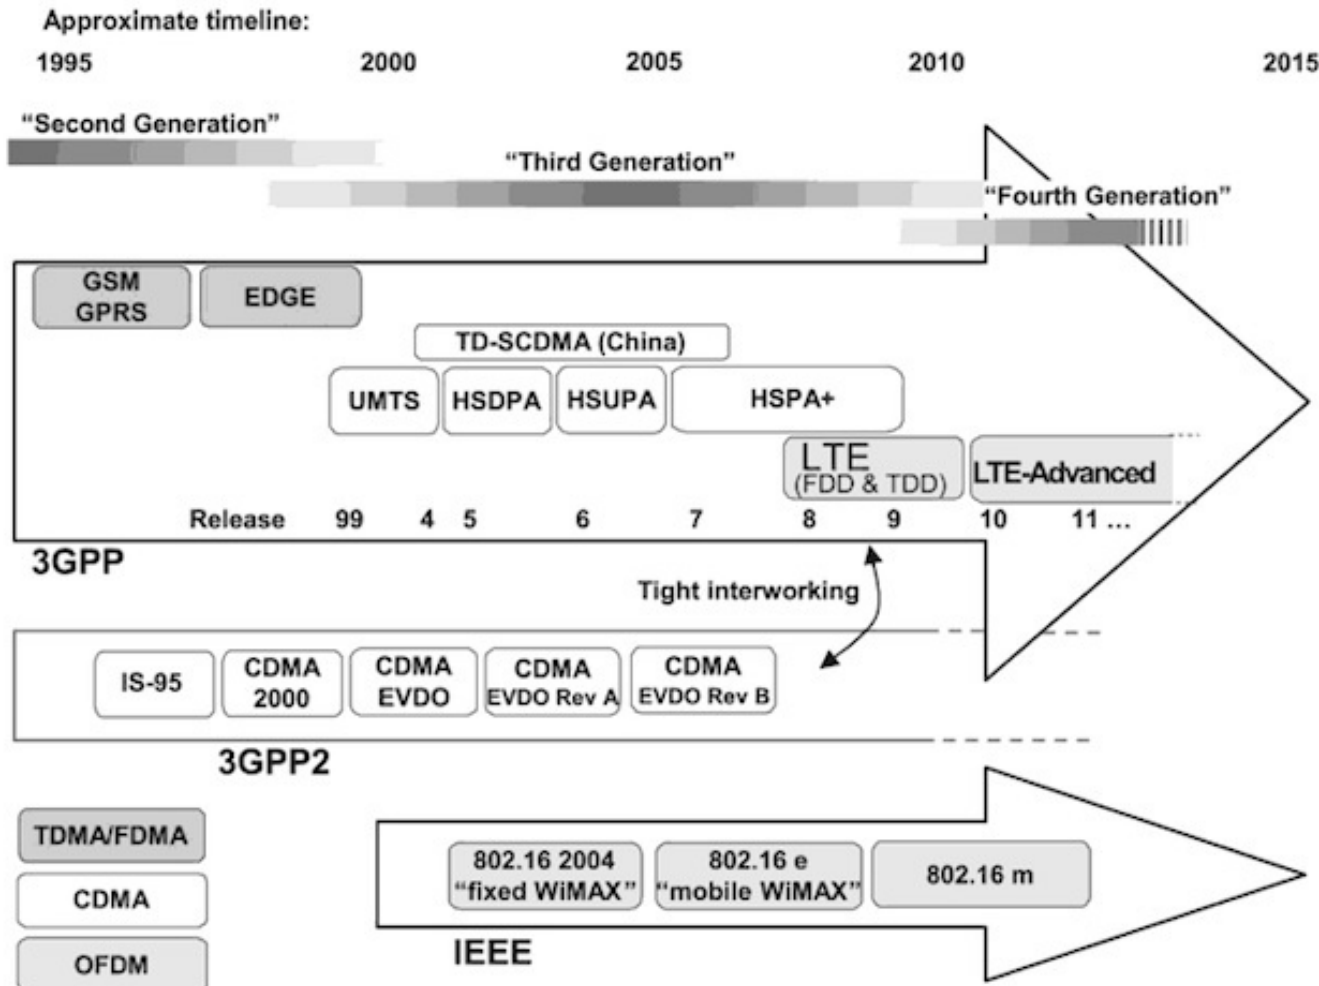 Approximate timeline:
1995 2000 2005 2010 2015
“Second Generation”
“Third Generation”
“Fourth Generation”
GSM
GPRS
EDGE
TD-SCDMA (China)
UMTS HSDPA HSUPA HSPA+
LTE
(FDD & TDD)
LTE-Advanced
Release 99 4 5 6 7 8 9 10 11 ...
3GPP
Tight interworking
IS-95
CDMA
2000
CDMA
EVDO
CDMA
EVDO Rev A
CDMA
EVDO Rev B
3GPP2
TDMA/FDMA
CDMA
OFDM
802.16 2004
“fixed WiMAX”
802.16 e
“mobile WiMAX”
802.16 m
IEEE